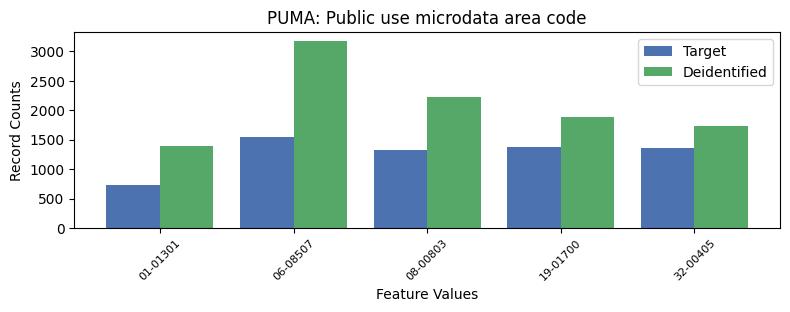 PUMA: Public use microdata area code
Target
Deidentified
Record Counts
3000
2500
2000
1500
1000
500
0
01-01301
06-08507
08-00803
19-01700
32-00405
Feature Values